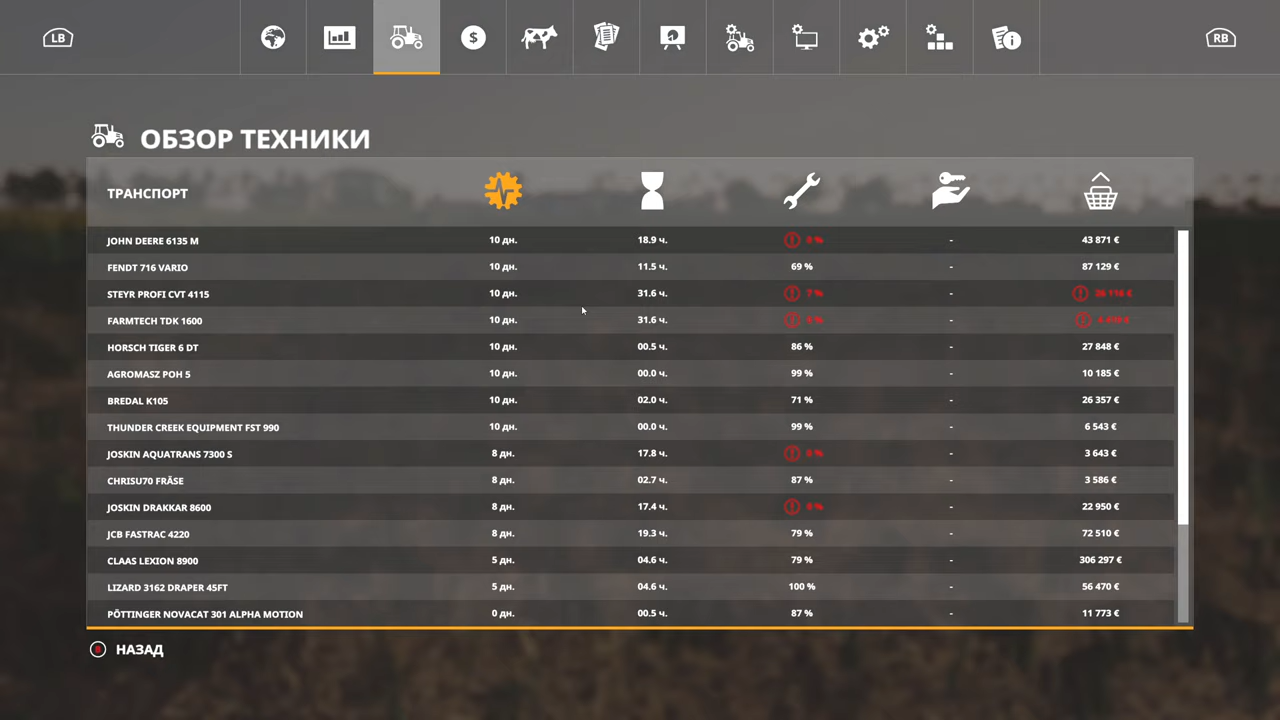 LB
RB
ОБЗОР ТЕХНИКИ
ТРАНСПОРТ
JOHN DEERE 6135 M 10 дн. 18.9 ч. - 43 871 €
FENDT 716 VARIO 10 дн. 11.5 ч. 69 % - 87 129 €
STEYR PROFI CVT 4115 10 дн. 31.6 ч. -
FARMTECH TDK 1600 10 дн. 31.6 ч. -
HORSCH TIGER 6 DT 10 дн. 00.5 ч. 86 % - 27 848 €
AGROMASZ POH 5 10 дн. 00.0 ч. 99 % - 10 185 €
BREDAL K105 10 дн. 02.0 ч. 71 % - 26 357 €
THUNDER CREEK EQUIPMENT FST 990 10 дн. 00.0 ч. 99 % - 6 543 €
JOSKIN AQUATRANS 7300 S 8 дн. 17.8 ч. - 3 643 €
CHRISU70 FRÄSE 8 дн. 02.7 ч. 87 % - 3 586 €
JOSKIN DRAKKAR 8600 8 дн. 17.4 ч. - 22 950 €
JCB FASTRAC 4220 8 дн. 19.3 ч. 79 % - 72 510 €
CLAAS LEXION 8900 5 дн. 04.6 ч. 79 % - 306 297 €
LIZARD 3162 DRAPER 45FT 5 дн. 04.6 ч. 100 % - 56 470 €
PÖTTINGER NOVACAT 301 ALPHA MOTION 0 дн. 00.5 ч. 87 % - 11 773 €
НАЗАД